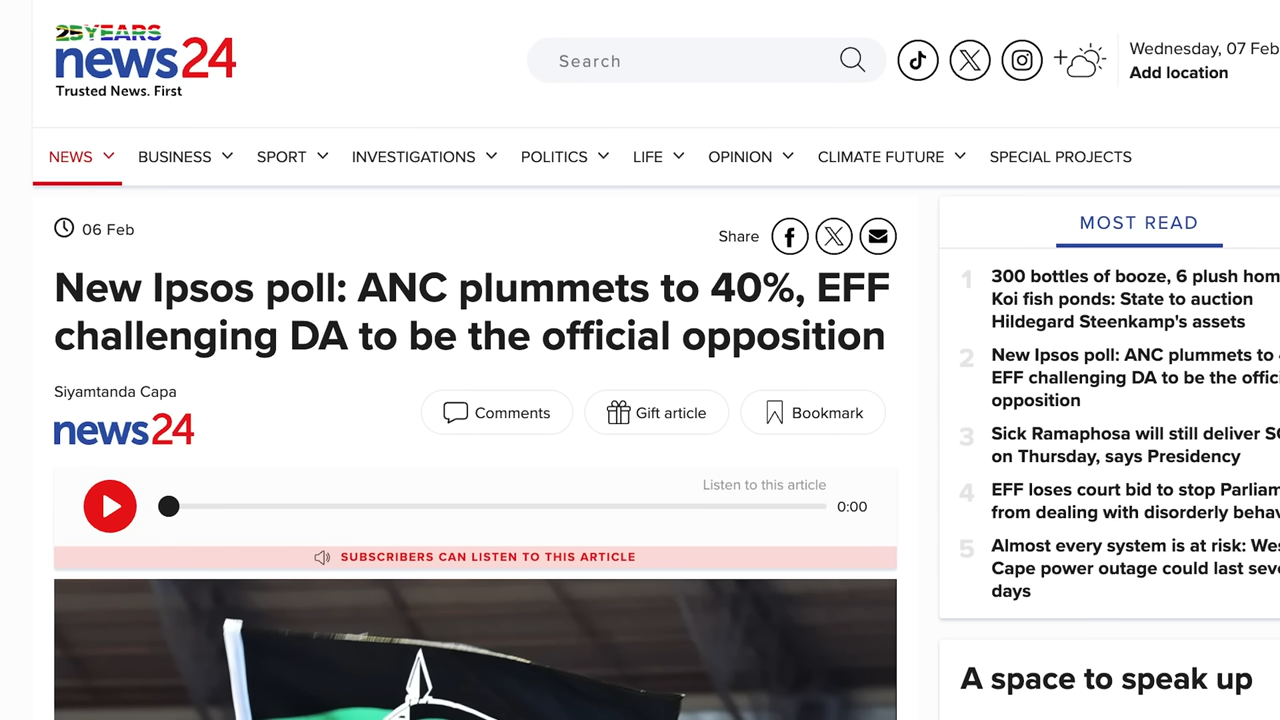 25YEARS
news24
Trusted News. First
Search
Wednesday, 07 Feb
Add location
NEWS BUSINESS SPORT INVESTIGATIONS POLITICS LIFE OPINION CLIMATE FUTURE SPECIAL PROJECTS
06 Feb
Share
New Ipsos poll: ANC plummets to 40%, EFF
challenging DA to be the official opposition
Siyamtanda Capa
news24
Comments
Gift article
Bookmark
Listen to this article
0:00
SUBSCRIBERS CAN LISTEN TO THIS ARTICLE
MOST READ
1 300 bottles of booze, 6 plush hom
Koi fish ponds: State to auction
Hildegard Steenkamp's assets
2 New Ipsos poll: ANC plummets to
EFF challenging DA to be the offici
opposition
3 Sick Ramaphosa will still deliver SO
on Thursday, says Presidency
4 EFF loses court bid to stop Parliam
from dealing with disorderly behav
5 Almost every system is at risk: Wes
Cape power outage could last seve
days
A space to speak up